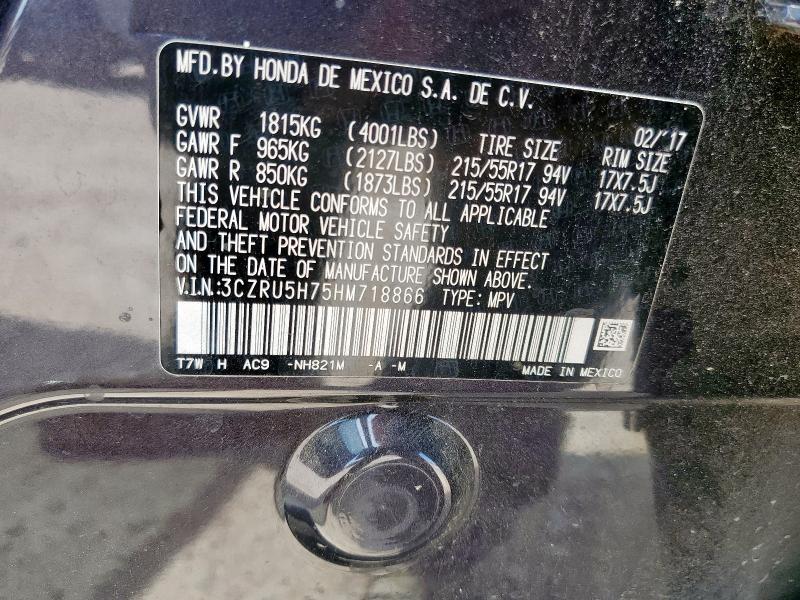 MFD.BY HONDA DE MEXICO S.A. DE C.V.
02/'17
GVWR 1815KG (4001LBS) TIRE SIZE RIM SIZE
GAWR F 965KG (2127LBS) 215/55R17 94V 17X7.5J
GAWR R 850KG (1873LBS) 215/55R17 94V 17X7.5J
THIS VEHICLE CONFORMS TO ALL APPLICABLE
FEDERAL MOTOR VEHICLE SAFETY
AND THEFT PREVENTION STANDARDS IN EFFECT
ON THE DATE OF MANUFACTURE SHOWN ABOVE.
V.I.N:3CZRU5H75HM718866 TYPE: MPV
T7W H AC9 -NH821M -A -M MADE IN MEXICO